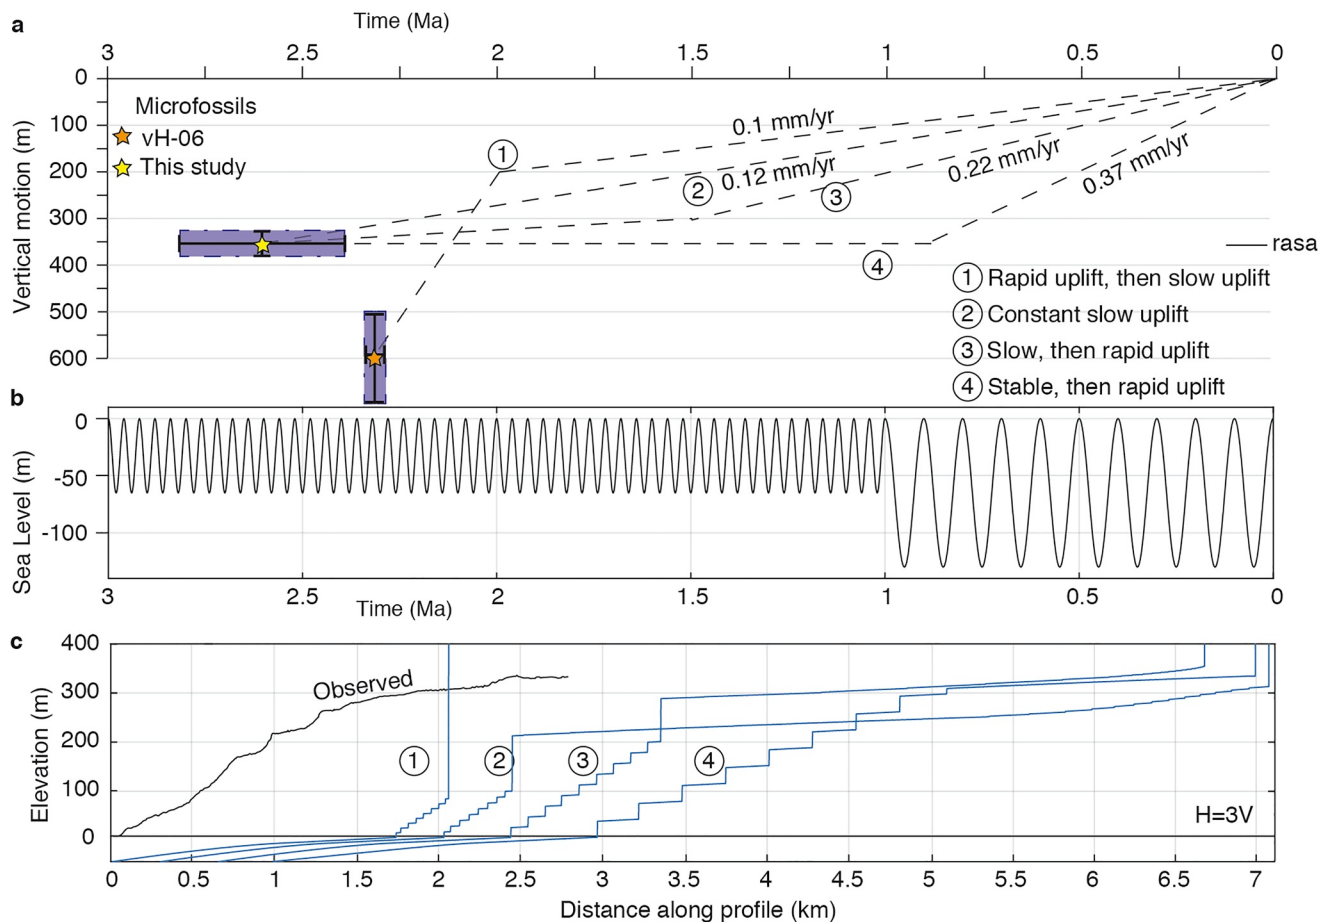 a
Time (Ma)
3 2.5 2 1.5 1 0.5 0
Vertical motion (m)
0
100
200
300
400
500
600
Microfossils
vH-06
This study
0.1 mm/yr
0.12 mm/yr
0.22 mm/yr
0.37 mm/yr
1
2
3
4
rasa
1 Rapid uplift, then slow uplift
2 Constant slow uplift
3 Slow, then rapid uplift
4 Stable, then rapid uplift
b
Sea Level (m)
0
-50
-100
3 2.5 2 1.5 1 0.5 0
Time (Ma)
c
Elevation (m)
400
300
200
100
0
Observed
1 2 3 4
H=3V
0 0.5 1 1.5 2 2.5 3 3.5 4 4.5 5 5.5 6 6.5 7
Distance along profile (km)